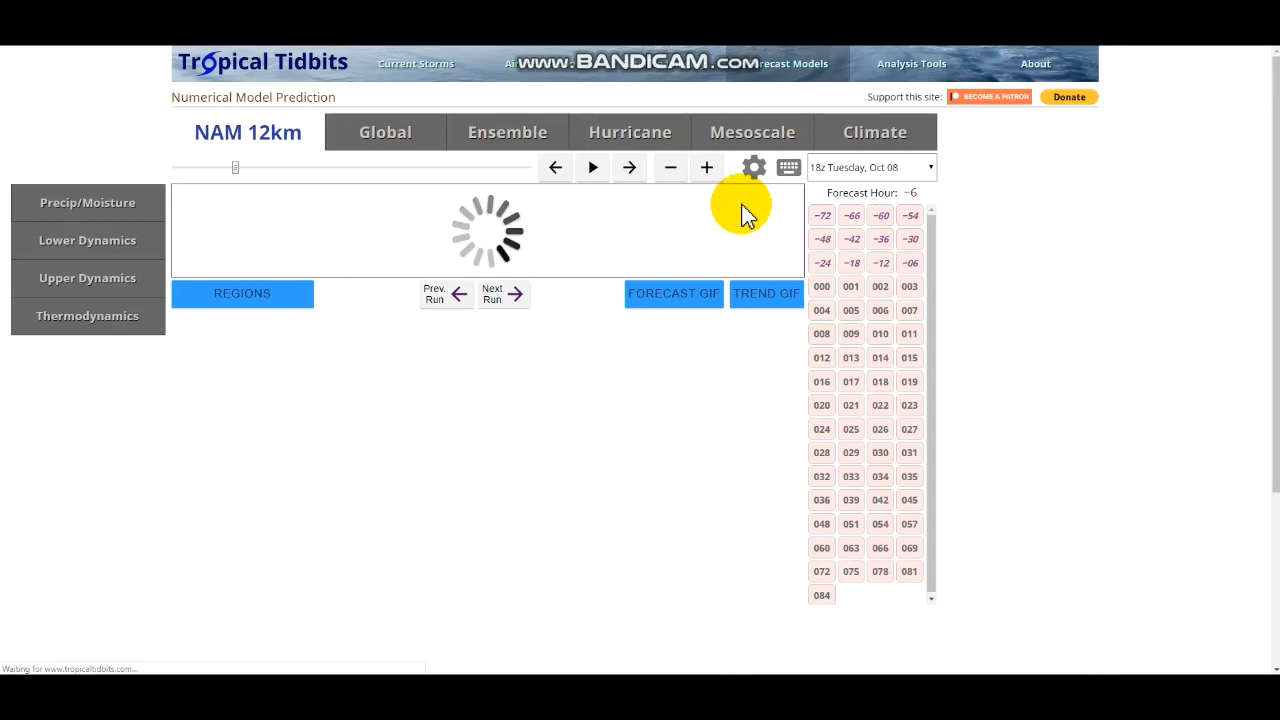 Tropical Tidbits
Current Storms
www.BANDICAM.com
recast Models
Analysis Tools
About
Numerical Model Prediction
Support this site:
BECOME A PATRON
Donate
NAM 12km
Global
Ensemble
Hurricane
Mesoscale
Climate
18z Tuesday, Oct 08
Forecast Hour: −6
Precip/Moisture
Lower Dynamics
Upper Dynamics
Thermodynamics
REGIONS
Prev.
Run
Next
Run
FORECAST GIF
TREND GIF
−72 −66 −60 −54
−48 −42 −36 −30
−24 −18 −12 −06
000 001 002 003
004 005 006 007
008 009 010 011
012 013 014 015
016 017 018 019
020 021 022 023
024 025 026 027
028 029 030 031
032 033 034 035
036 039 042 045
048 051 054 057
060 063 066 069
072 075 078 081
084
Waiting for www.tropicaltidbits.com...